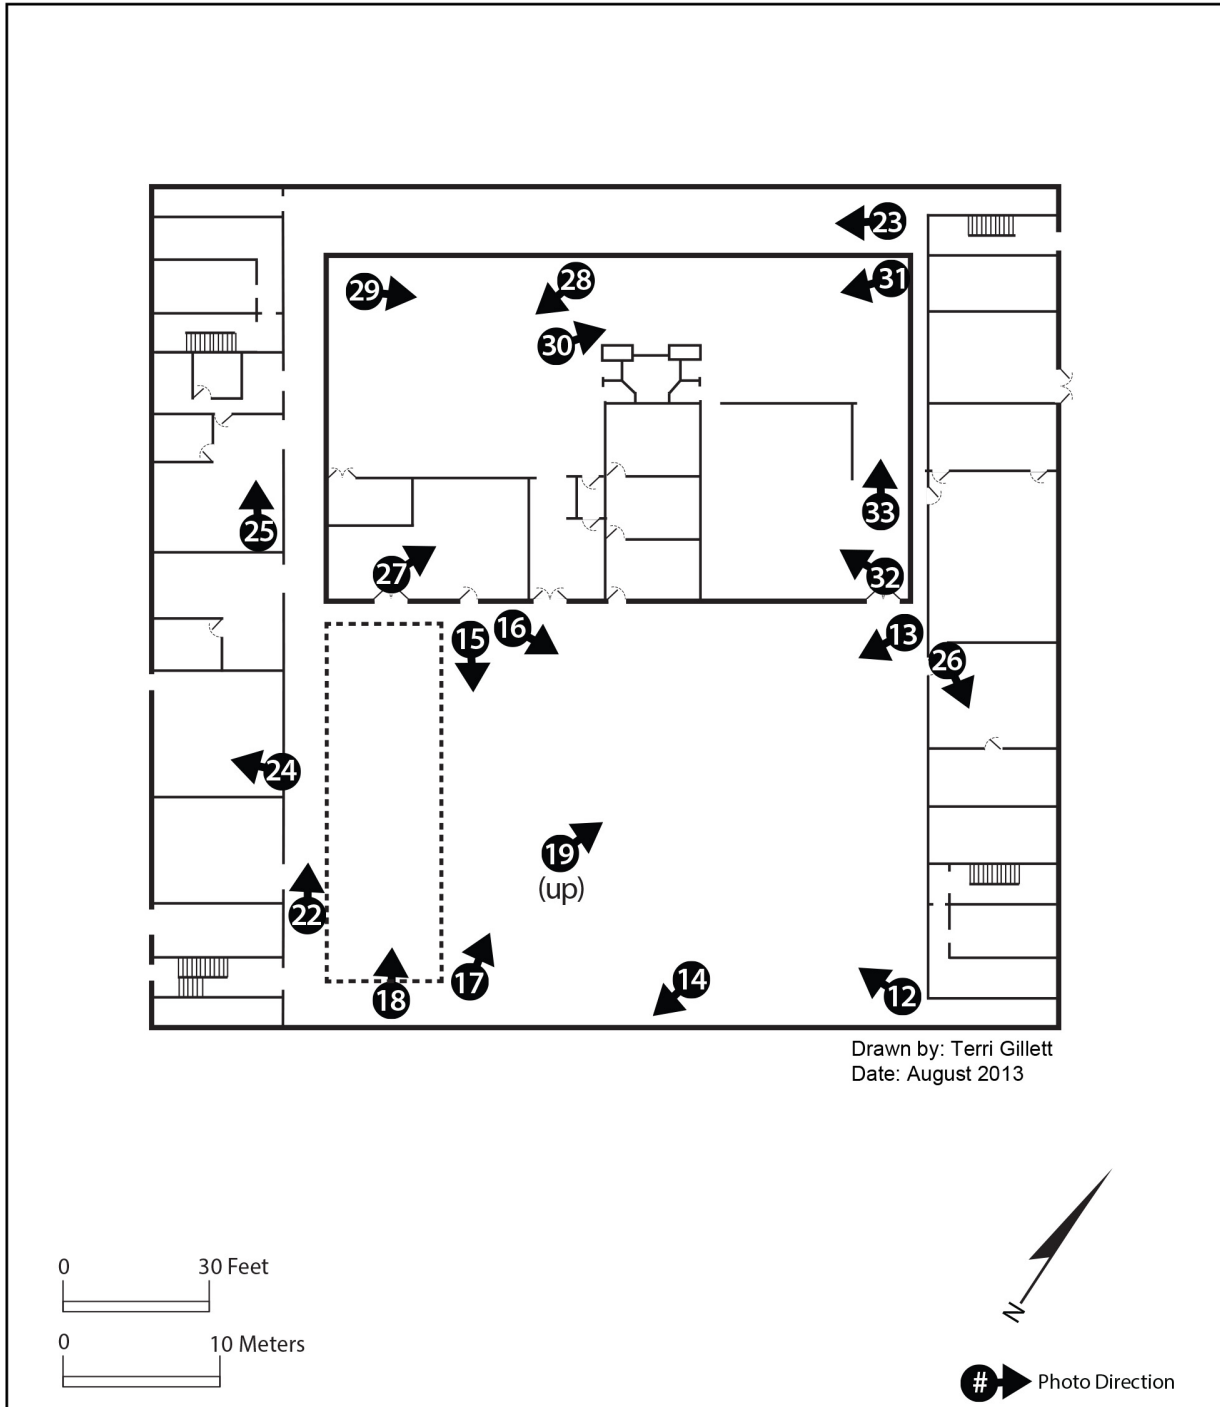 23
29
28
31
30
25
33
27
32
15
16
13
26
24
19
(up)
22
17
14
18
12
Drawn by: Terri Gillett
Date: August 2013
0 30 Feet
0 10 Meters
N
# Photo Direction